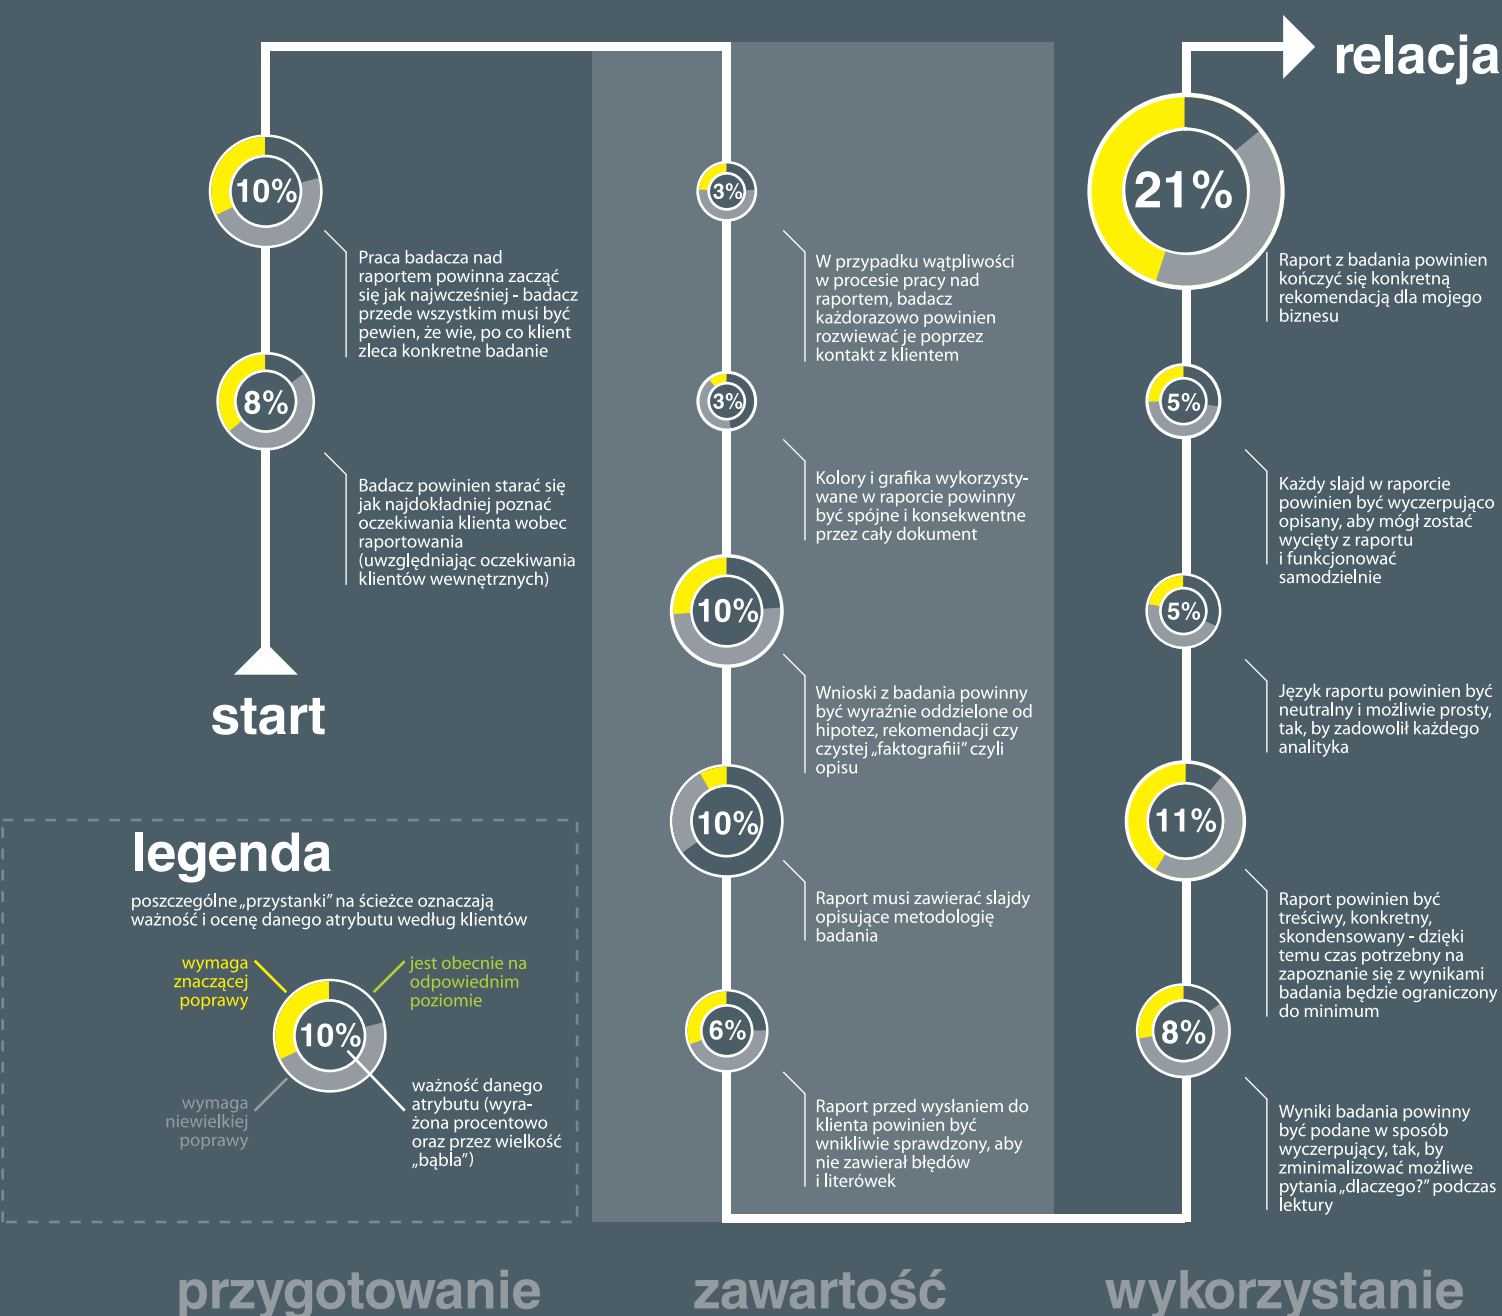 relacja
10%
Praca badacza nad
raportem powinna zacząć
się jak najwcześniej - badacz
przede wszystkim musi być
pewien, że wie, po co klient
zleca konkretne badanie
8%
Badacz powinien starać się
jak najdokładniej poznać
oczekiwania klienta wobec
raportowania
(uwzględniając oczekiwania
klientów wewnętrznych)
start
legenda
poszczególne „przystanki” na ścieżce oznaczają
ważność i ocenę danego atrybutu według klientów
wymaga
znaczącej
poprawy
jest obecnie na
odpowiednim
poziomie
10%
wymaga
niewielkiej
poprawy
ważność danego
atrybutu (wyra-
żona procentowo
oraz przez wielkość
„bąbla”)
3%
W przypadku wątpliwości
w procesie pracy nad
raportem, badacz
każdorazowo powinien
rozwiewać je poprzez
kontakt z klientem
3%
Kolory i grafika wykorzysty-
wane w raporcie powinny
być spójne i konsekwentne
przez cały dokument
10%
Wnioski z badania powinny
być wyraźnie oddzielone od
hipotez, rekomendacji czy
czystej „faktografiii” czyli
opisu
10%
Raport musi zawierać slajdy
opisujące metodologię
badania
6%
Raport przed wysłaniem do
klienta powinien być
wnikliwie sprawdzony, aby
nie zawierał błędów
i literówek
21%
Raport z badania powinien
kończyć się konkretną
rekomendacją dla mojego
biznesu
5%
Każdy slajd w raporcie
powinien być wyczerpująco
opisany, aby mógł zostać
wycięty z raportu
i funkcjonować
samodzielnie
5%
Język raportu powinien być
neutralny i możliwie prosty,
tak, by zadowolił każdego
analityka
11%
Raport powinien być
treściwy, konkretny,
skondensowany - dzięki
temu czas potrzebny na
zapoznanie się z wynikami
badania będzie ograniczony
do minimum
8%
Wyniki badania powinny
być podane w sposób
wyczerpujący, tak, by
zminimalizować możliwe
pytania „dlaczego?” podczas
lektury
przygotowanie
zawartość
wykorzystanie